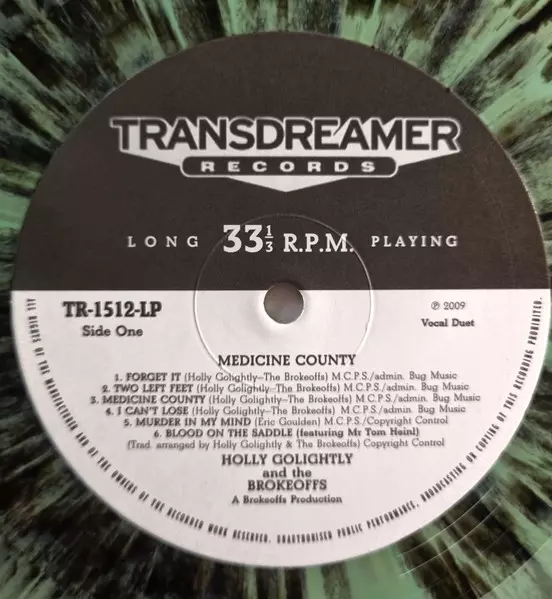 TRANSDREAMER
RECORDS
LONG 33⅓ R.P.M. PLAYING
TR-1512-LP
Side One
℗ 2009
Vocal Duet
MEDICINE COUNTY
1. FORGET IT (Holly Golightly—The Brokeoffs) M.C.P.S./admin. Bug Music
2. TWO LEFT FEET (Holly Golightly—The Brokeoffs) M.C.P.S./admin. Bug Music
3. MEDICINE COUNTY (Holly Golightly—The Brokeoffs) M.C.P.S./admin. Bug Music
4. I CAN'T LOSE (Holly Golightly—The Brokeoffs) M.C.P.S./admin. Bug Music
5. MURDER IN MY MIND (Eric Goulden) M.C.P.S./Copyright Control
6. BLOOD ON THE SADDLE (featuring Mr Tom Heinl)
(Trad. arranged by Holly Golightly & The Brokeoffs) Copyright Control
HOLLY GOLIGHTLY
and the
BROKEOFFS
A Brokeoffs Production
ALL RIGHTS OF THE MANUFACTURER AND OF THE OWNERS OF THE RECORDED WORK RESERVED. UNAUTHORISED PUBLIC PERFORMANCE, BROADCASTING OR COPYING OF THIS RECORDING PROHIBITED.